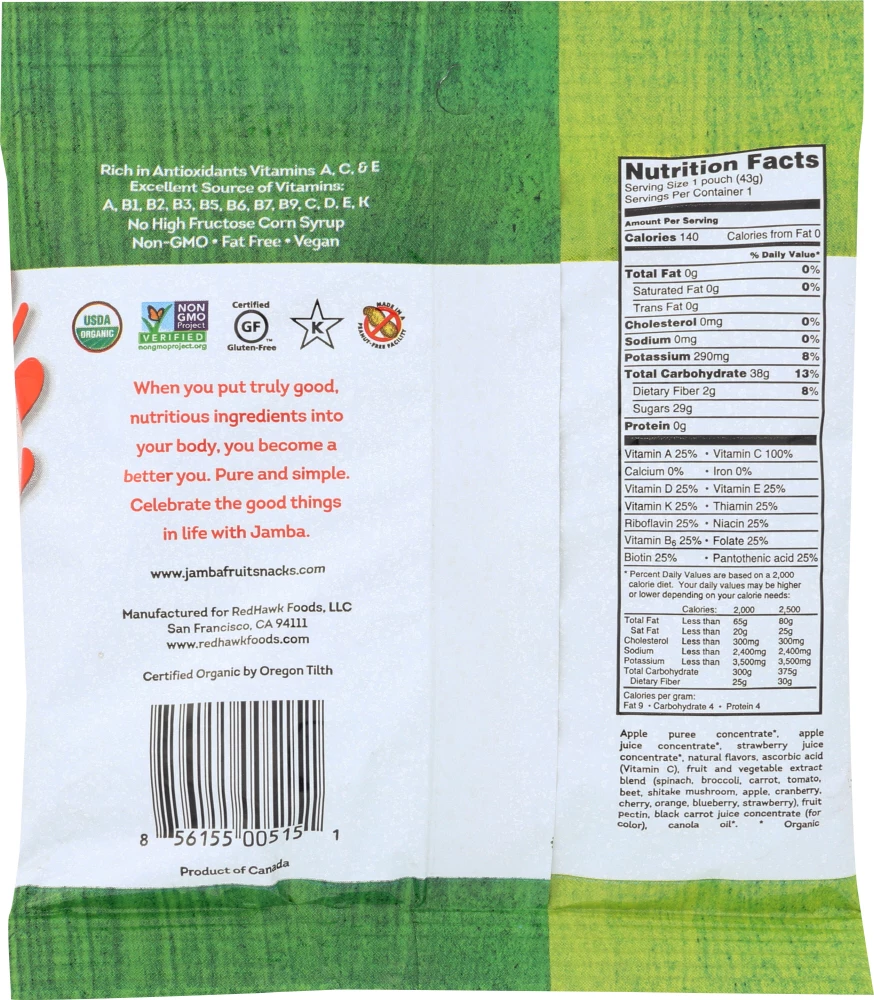 Rich in Antioxidants Vitamins A, C, & E
Excellent Source of Vitamins:
A, B1, B2, B3, B5, B6, B7, B9, C, D, E, K
No High Fructose Corn Syrup
Non-GMO • Fat Free • Vegan
USDA
ORGANIC
NON
GMO
Project
VERIFIED
nongmoproject.org
Certified
GF
™
Gluten-Free
K
MADE IN A
PEANUT-FREE FACILITY
When you put truly good,
nutritious ingredients into
your body, you become a
better you. Pure and simple.
Celebrate the good things
in life with Jamba.
www.jambafruitsnacks.com
Manufactured for RedHawk Foods, LLC
San Francisco, CA 94111
www.redhawkfoods.com
Certified Organic by Oregon Tilth
8 56155 00515 1
Product of Canada
Nutrition Facts
Serving Size 1 pouch (43g)
Servings Per Container 1
Amount Per Serving
Calories 140 Calories from Fat 0
% Daily Value*
Total Fat 0g 0%
Saturated Fat 0g 0%
Trans Fat 0g
Cholesterol 0mg 0%
Sodium 0mg 0%
Potassium 290mg 8%
Total Carbohydrate 38g 13%
Dietary Fiber 2g 8%
Sugars 29g
Protein 0g
Vitamin A 25% • Vitamin C 100%
Calcium 0% • Iron 0%
Vitamin D 25% • Vitamin E 25%
Vitamin K 25% • Thiamin 25%
Riboflavin 25% • Niacin 25%
Vitamin B6 25% • Folate 25%
Biotin 25% • Pantothenic acid 25%
* Percent Daily Values are based on a 2,000
calorie diet. Your daily values may be higher
or lower depending on your calorie needs:
Calories: 2,000 2,500
Total Fat Less than 65g 80g
Sat Fat Less than 20g 25g
Cholesterol Less than 300mg 300mg
Sodium Less than 2,400mg 2,400mg
Potassium Less than 3,500mg 3,500mg
Total Carbohydrate 300g 375g
Dietary Fiber 25g 30g
Calories per gram:
Fat 9 • Carbohydrate 4 • Protein 4
Apple puree concentrate*, apple
juice concentrate*, strawberry juice
concentrate*, natural flavors, ascorbic acid
(Vitamin C), fruit and vegetable extract
blend (spinach, broccoli, carrot, tomato,
beet, shitake mushroom, apple, cranberry,
cherry, orange, blueberry, strawberry), fruit
pectin, black carrot juice concentrate (for
color), canola oil*. * Organic